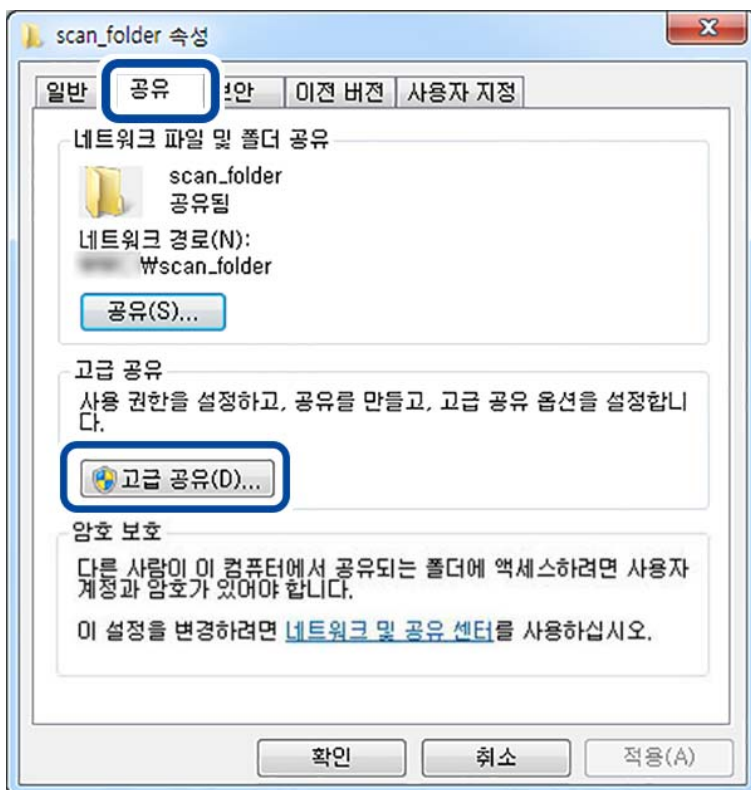 scan_folder 속성
일반 공유 이전 버전 사용자 지정
네트워크 파일 및 폴더 공유
scan_folder
공유됨
네트워크 경로(N):
₩scan_folder
공유(S)...
고급 공유
사용 권한을 설정하고, 공유를 만들고, 고급 공유 옵션을 설정합니
다.
고급 공유(D)...
암호 보호
다른 사람이 이 컴퓨터에서 공유되는 폴더에 액세스하려면 사용자
계정과 암호가 있어야 합니다.
이 설정을 변경하려면 네트워크 및 공유 센터를 사용하십시오.
확인 취소 적용(A)